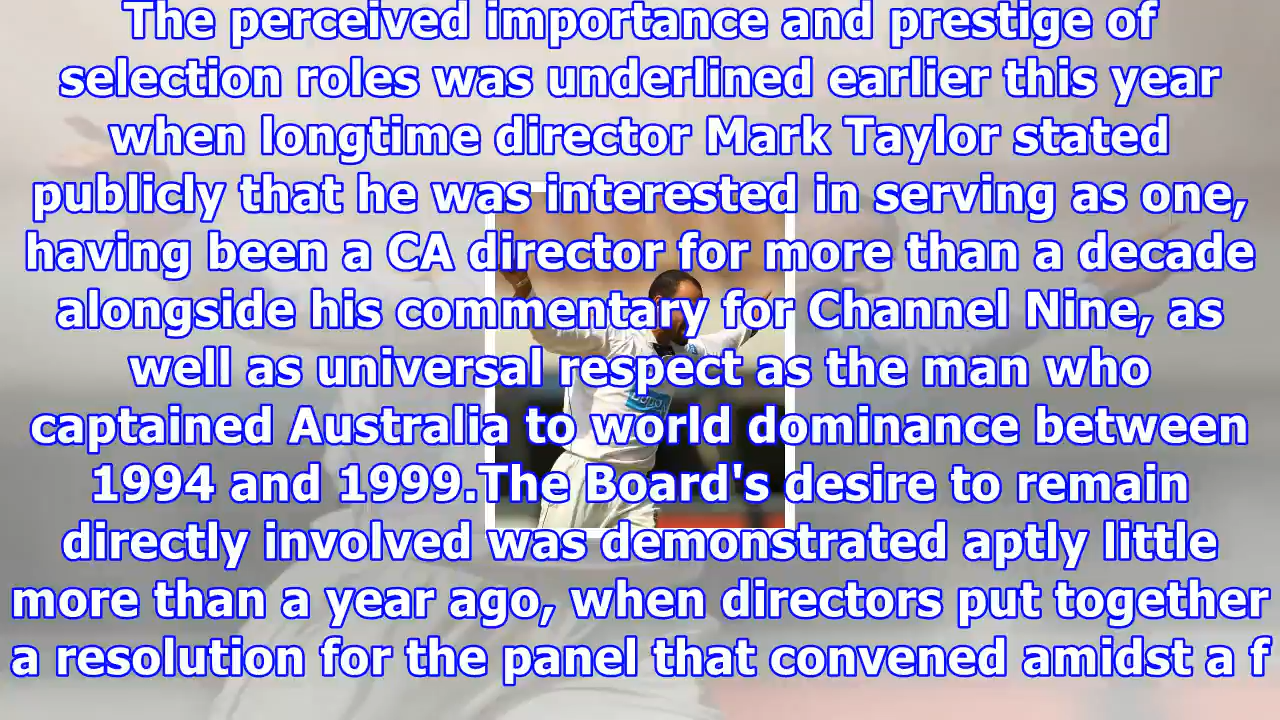 The perceived importance and prestige of
selection roles was underlined earlier this year
when longtime director Mark Taylor stated
publicly that he was interested in serving as one,
having been a CA director for more than a decade
alongside his commentary for Channel Nine, as
well as universal respect as the man who
captained Australia to world dominance between
1994 and 1999.The Board's desire to remain
directly involved was demonstrated aptly little
more than a year ago, when directors put together
a resolution for the panel that convened amidst a f